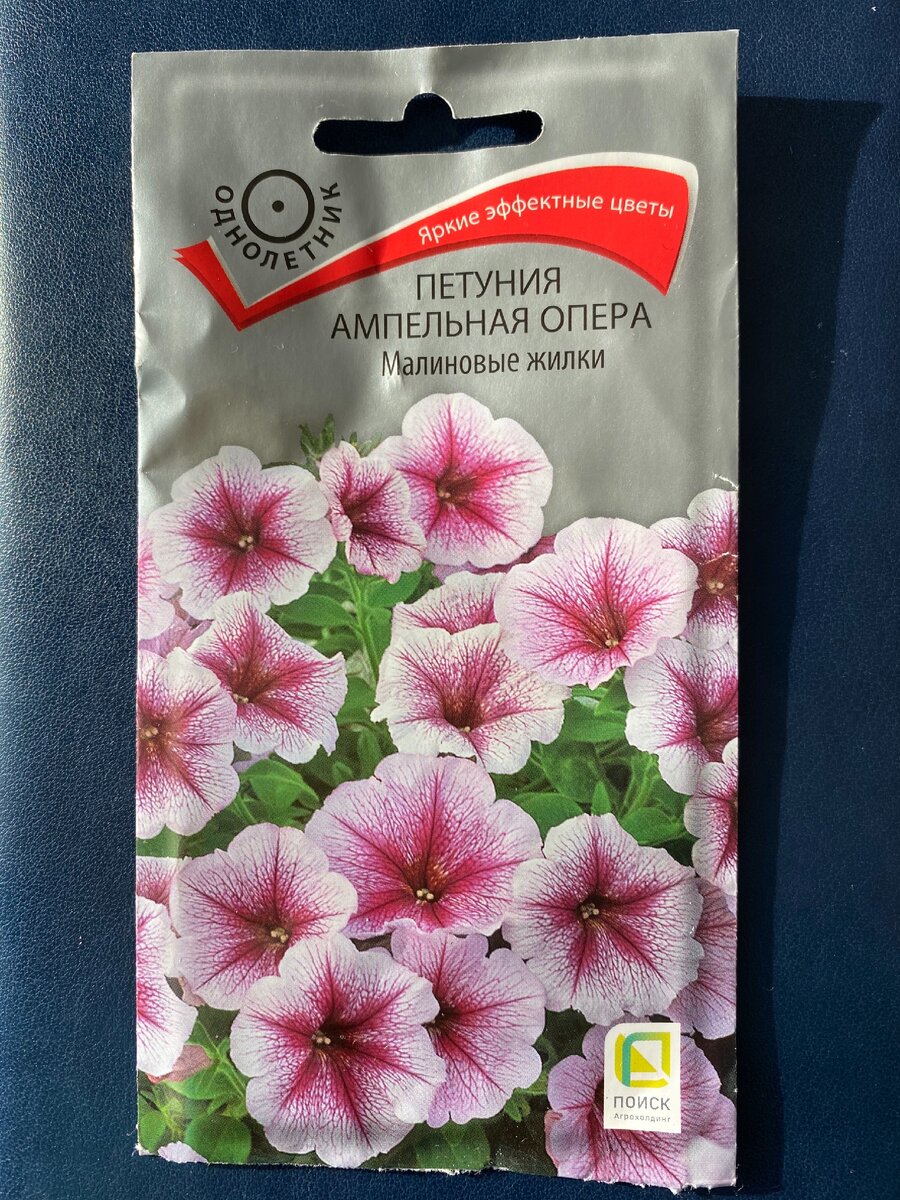 ОДНОЛЕТНИК
Яркие эффектные цветы
ПЕТУНИЯ
АМПЕЛЬНАЯ ОПЕРА
Малиновые жилки
ПОИСК
Агрохолдинг